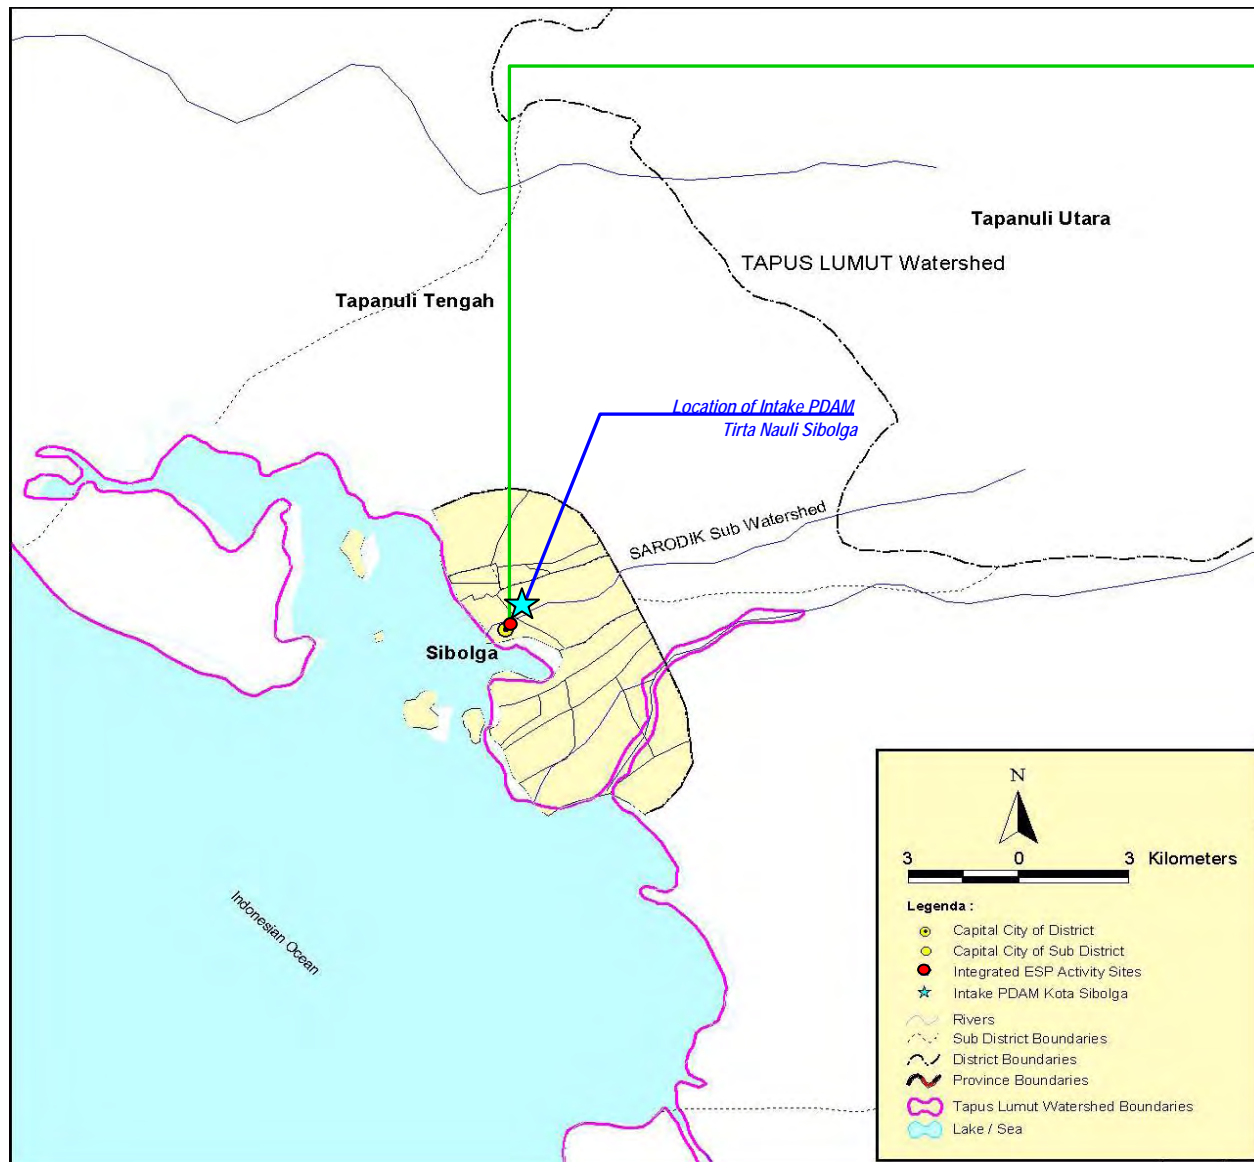 Tapanuli Utara
TAPUS LUMUT Watershed
Tapanuli Tengah
Location of Intake PDAM
Tirta Nauli Sibolga
SARODIK Sub Watershed
Sibolga
Indonesian Ocean
N
3 0 3 Kilometers
Legenda :
Capital City of District
Capital City of Sub District
Integrated ESP Activity Sites
Intake PDAM Kota Sibolga
Rivers
Sub District Boundaries
District Boundaries
Province Boundaries
Tapus Lumut Watershed Boundaries
Lake / Sea